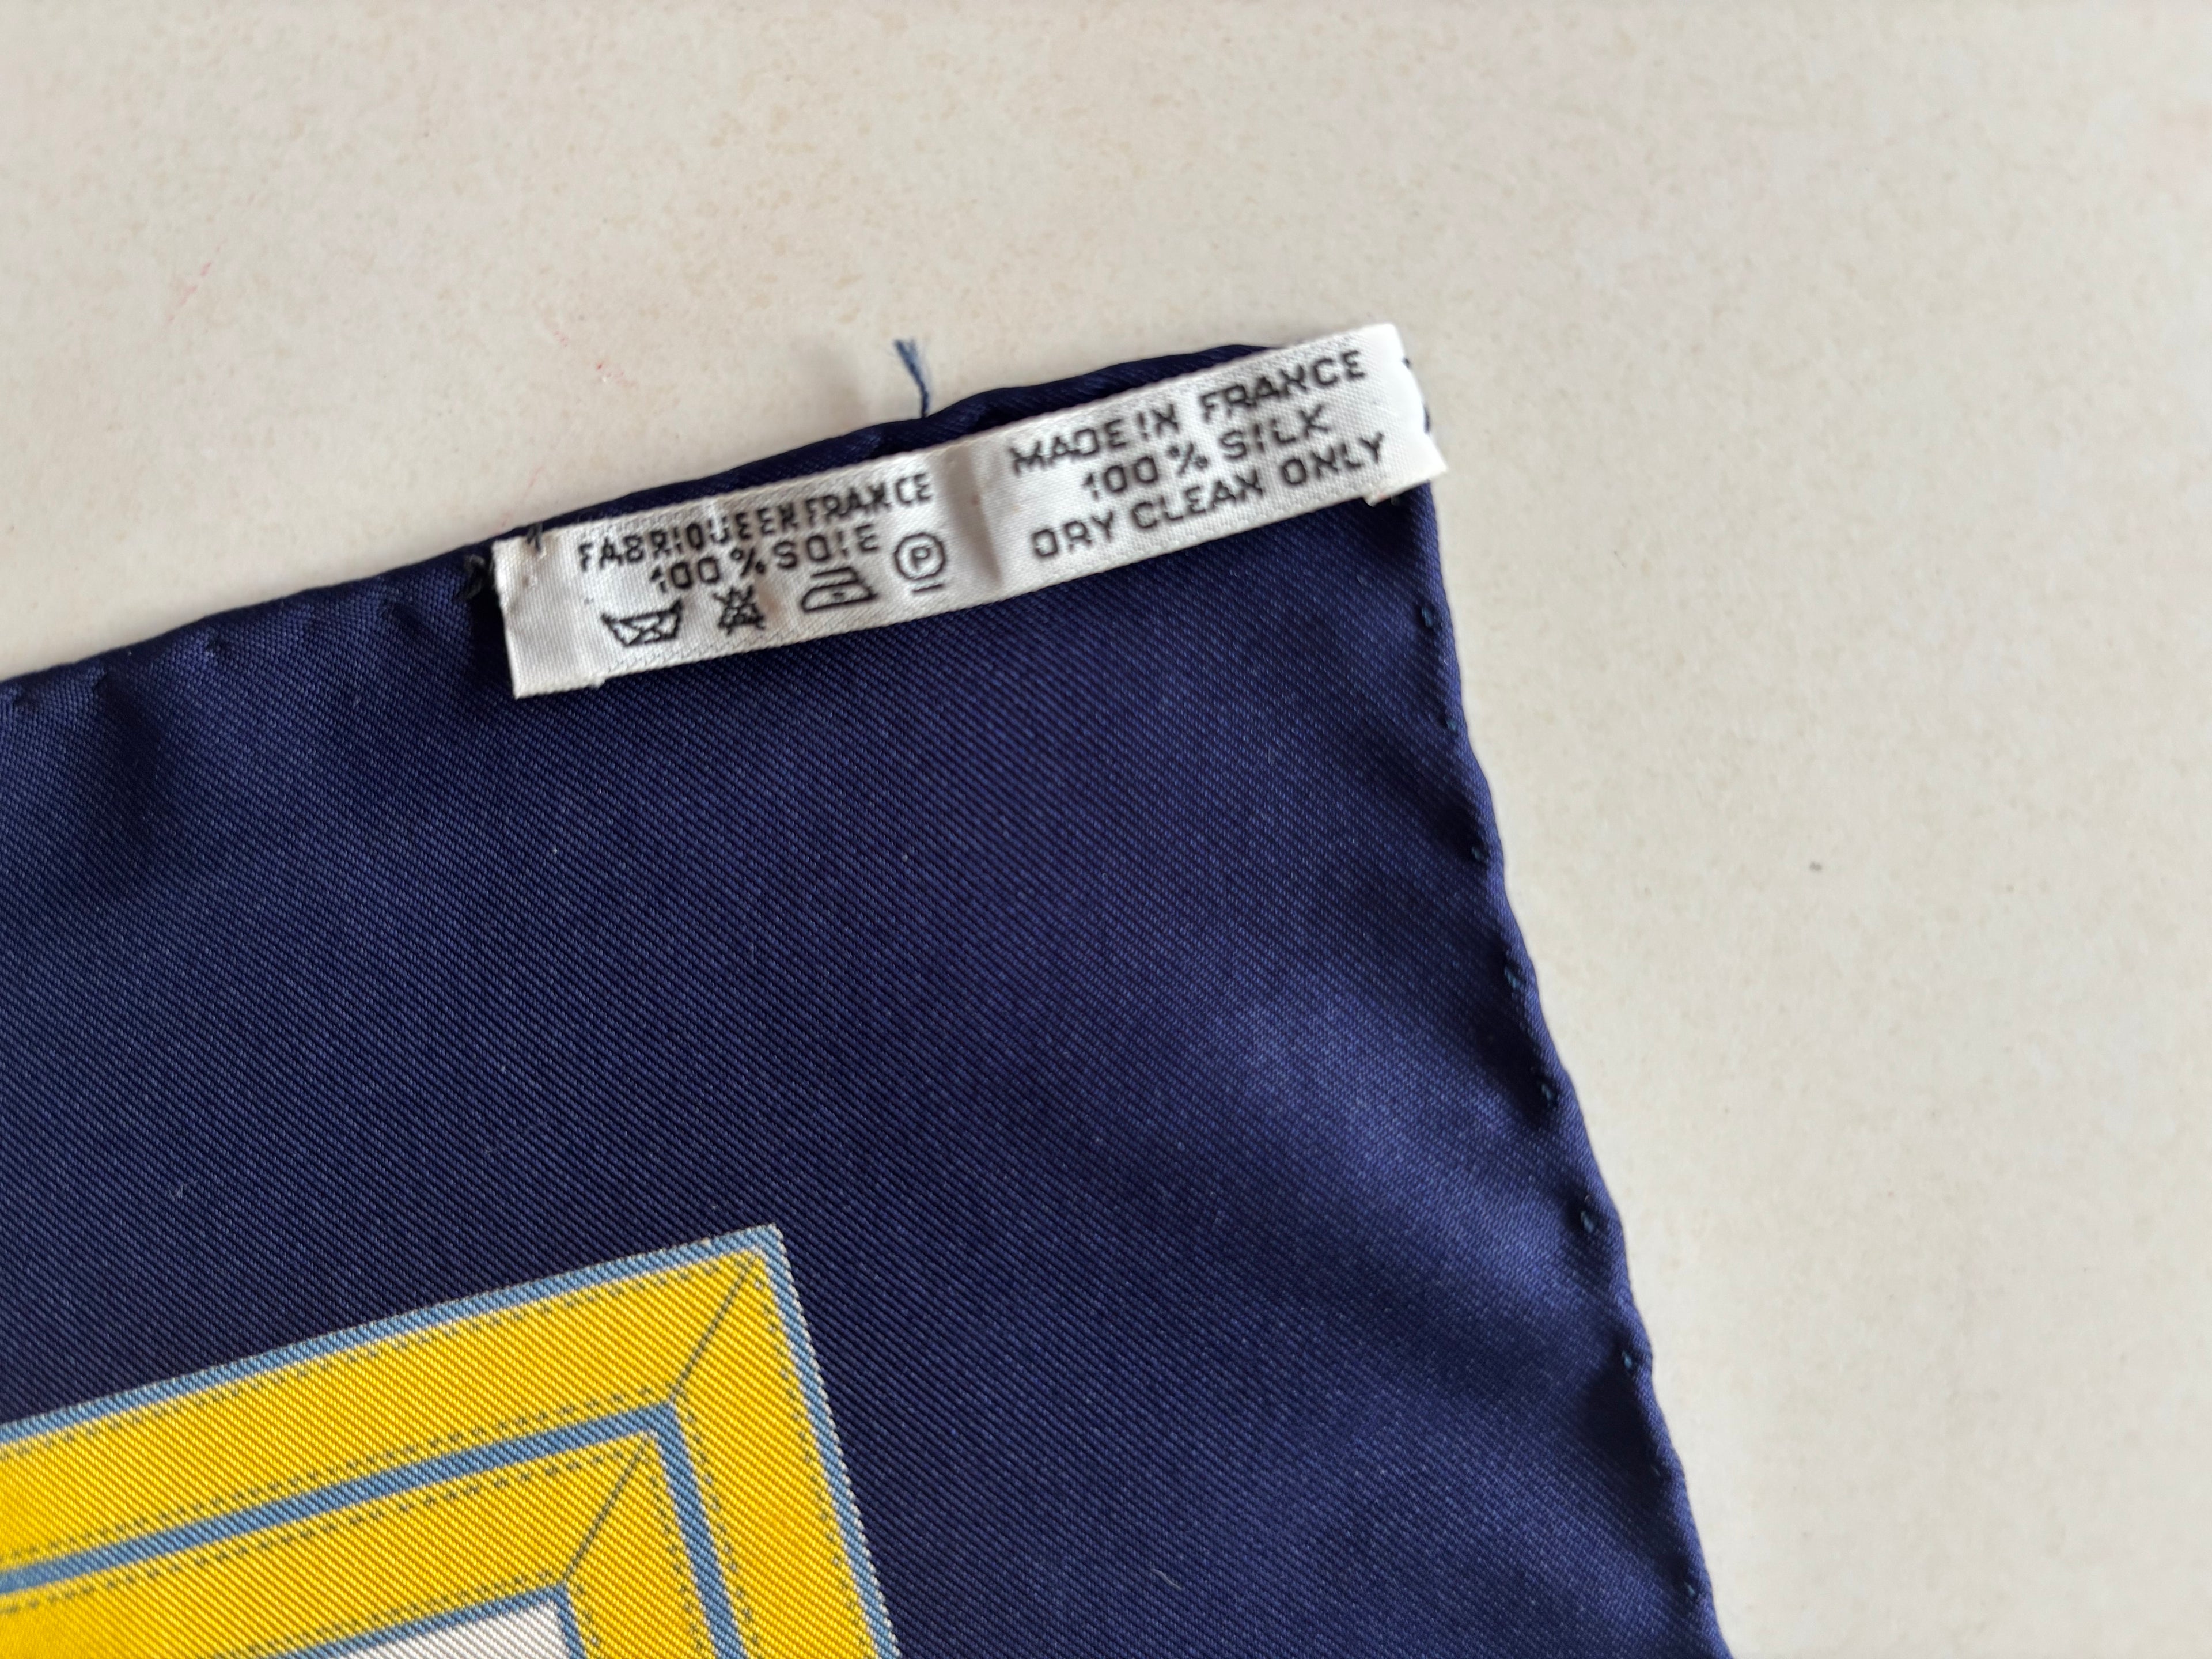 FABRIQUE EN FRANCE
100 % SOIE
P
MADE IN FRANCE
100 % SILK
DRY CLEAN ONLY